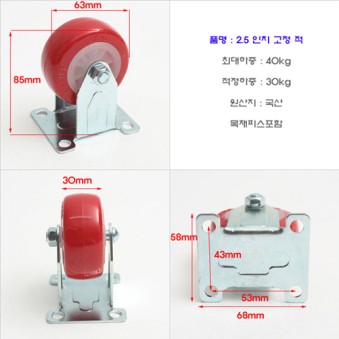 63mm
85mm
품명 : 2.5 인치 고정 적
최대하중 : 40kg
적정하중 : 30kg
원산지 : 국산
목재피스포함
30mm
58mm
43mm
53mm
68mm